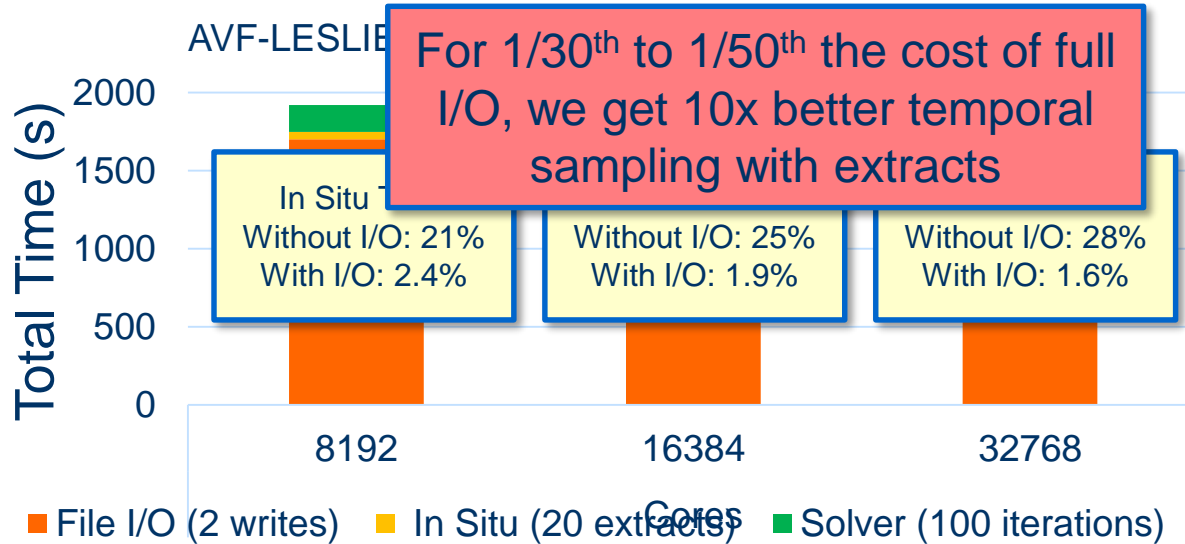 AVF-LESLIE
For 1/30th to 1/50th the cost of full
I/O, we get 10x better temporal
sampling with extracts
Total Time (s)
2000
1500
1000
500
0
In Situ
Without I/O: 21%
With I/O: 2.4%
Without I/O: 25%
With I/O: 1.9%
Without I/O: 28%
With I/O: 1.6%
8192
16384
32768
Cores
File I/O (2 writes)
In Situ (20 extracts)
Solver (100 iterations)